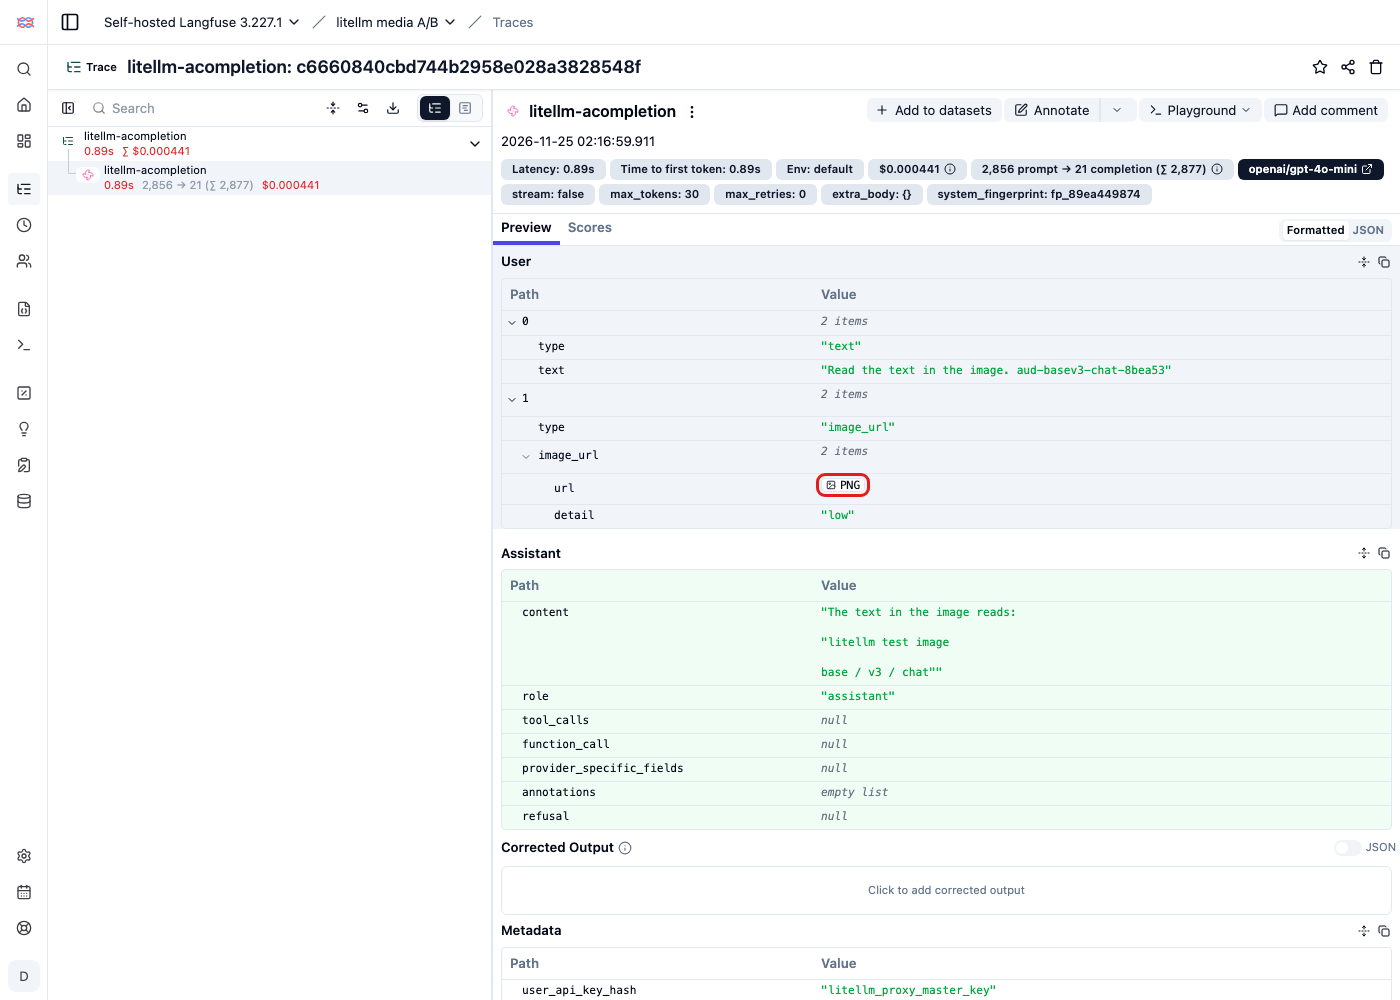 Self-hosted Langfuse 3.227.1
litellm media A/B
Traces
Trace
litellm-acompletion: c6660840cbd744b2958e028a3828548f
Search
litellm-acompletion
0.89s ∑ $0.000441
litellm-acompletion
0.89s 2,856 → 21 (∑ 2,877) $0.000441
litellm-acompletion
Add to datasets
Annotate
Playground
Add comment
2026-11-25 02:16:59.911
Latency: 0.89s
Time to first token: 0.89s
Env: default
$0.000441
2,856 prompt → 21 completion (∑ 2,877)
openai/gpt-4o-mini
stream: false
max_tokens: 30
max_retries: 0
extra_body: {}
system_fingerprint: fp_89ea449874
Preview
Scores
Formatted
JSON
User
Path Value
0 2 items
type "text"
text "Read the text in the image. aud-basev3-chat-8bea53"
1 2 items
type "image_url"
image_url 2 items
url PNG
detail "low"
Assistant
Path Value
content "The text in the image reads:
"litellm test image
base / v3 / chat""
role "assistant"
tool_calls null
function_call null
provider_specific_fields null
annotations empty list
refusal null
Corrected Output
JSON
Click to add corrected output
Metadata
Path Value
user_api_key_hash "litellm_proxy_master_key"
D